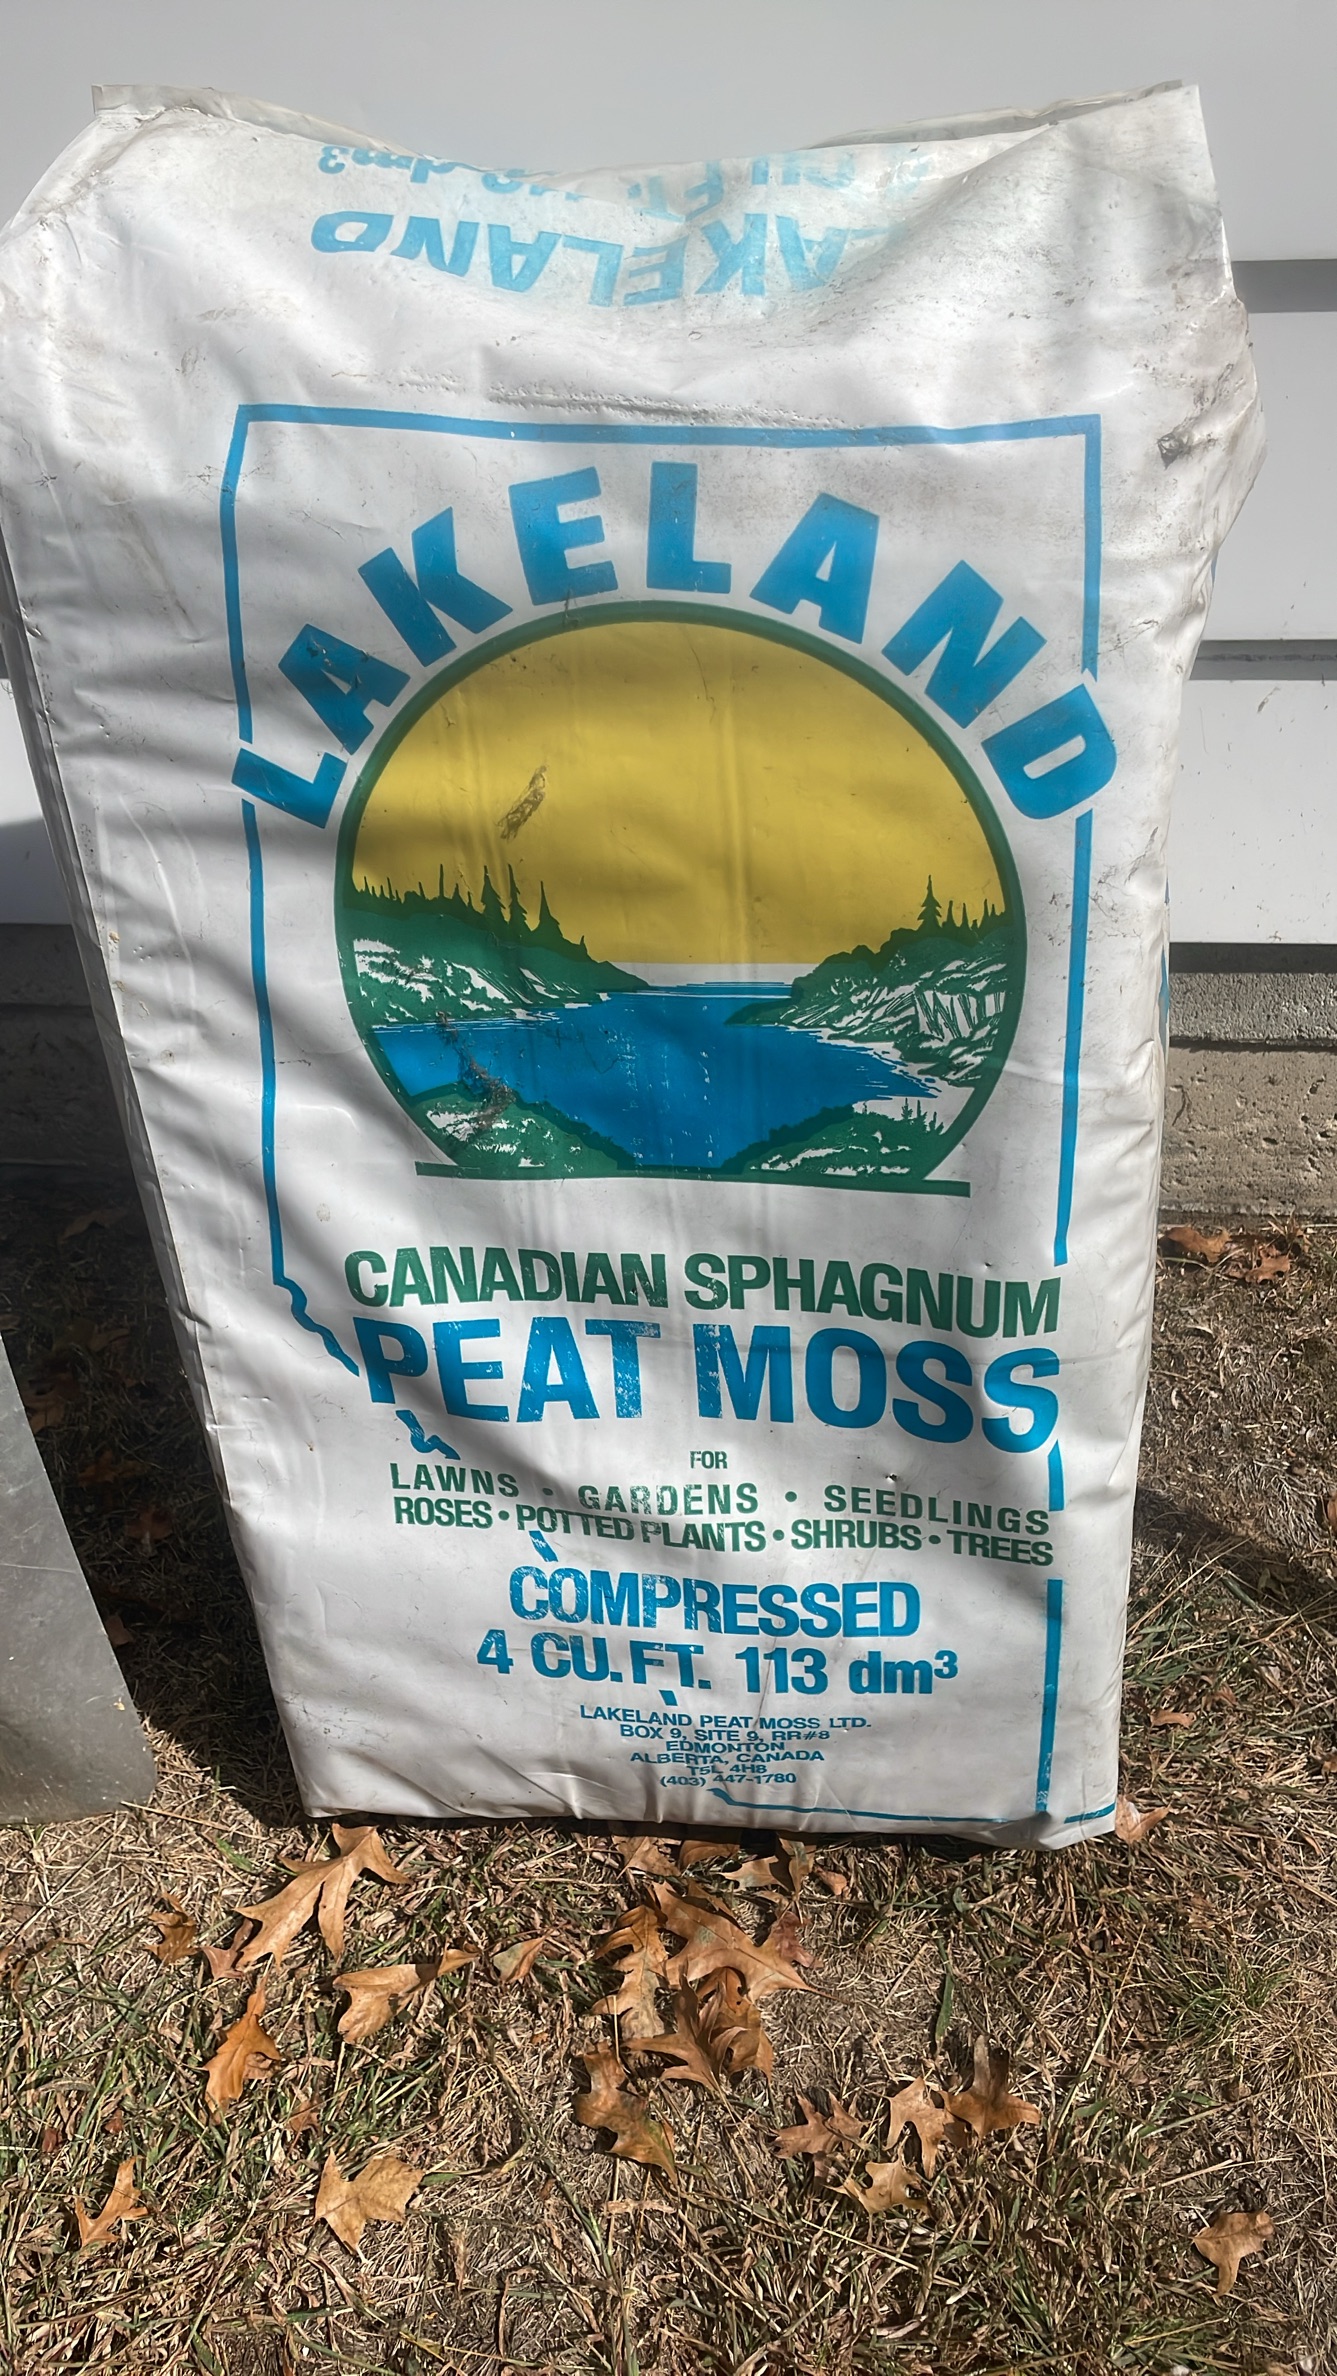 4 CU.FT. 113 dm3
LAKELAND
LAKELAND
CANADIAN SPHAGNUM
PEAT MOSS
FOR
LAWNS • GARDENS • SEEDLINGS
ROSES • POTTED PLANTS • SHRUBS • TREES
COMPRESSED
4 CU.FT. 113 dm³
LAKELAND PEAT MOSS LTD.
BOX 9, SITE 9, RR#8
EDMONTON
ALBERTA, CANADA
T5L 4H8
(403) 447-1780